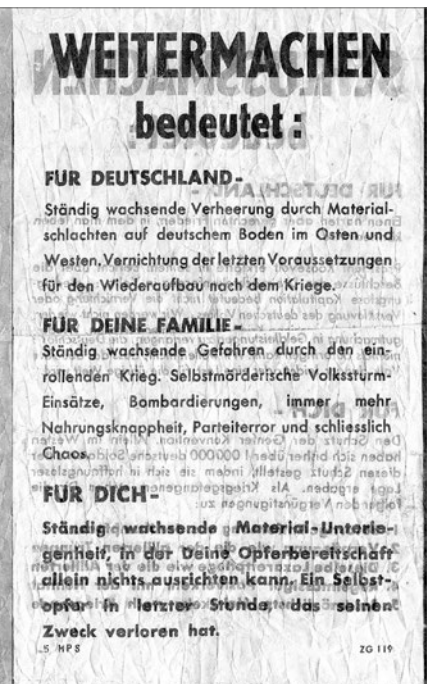 WEITERMACHEN
bedeutet:
FÜR DEUTSCHLAND-
Ständig wachsende Verheerung durch Material-
schlachten auf deutschem Boden im Osten und
Westen. Vernichtung der letzten Voraussetzungen
für den Wiederaufbau nach dem Kriege.
FÜR DEINE FAMILIE-
Ständig wachsende Gefahren durch den ein-
rollenden Krieg. Selbstmörderische Volkssturm-
Einsätze, Bombardierungen, immer mehr
Nahrungsknappheit, Parteiterror und schliesslich
Chaos.
FÜR DICH-
Ständig wachsende Material-Unterle-
genheit, in der Deine Opferbereitschaft
allein nichts ausrichten kann. Ein Selbst-
opfer in letzter Stunde, das seinen
Zweck verloren hat.
5 HPS ZG 119